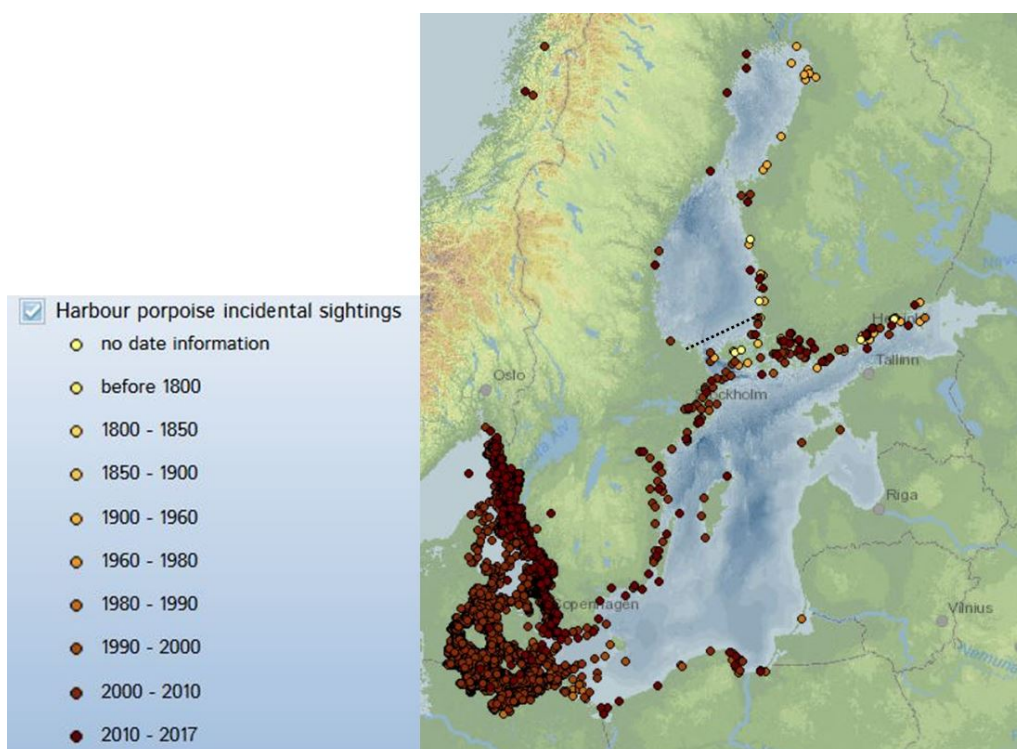 Harbour porpoise incidental sightings
no date information
before 1800
1800 - 1850
1850 - 1900
1900 - 1960
1960 - 1980
1980 - 1990
1990 - 2000
2000 - 2010
2010 - 2017
Oslo
Tallinn
Riga
Copenhagen
Vilnius